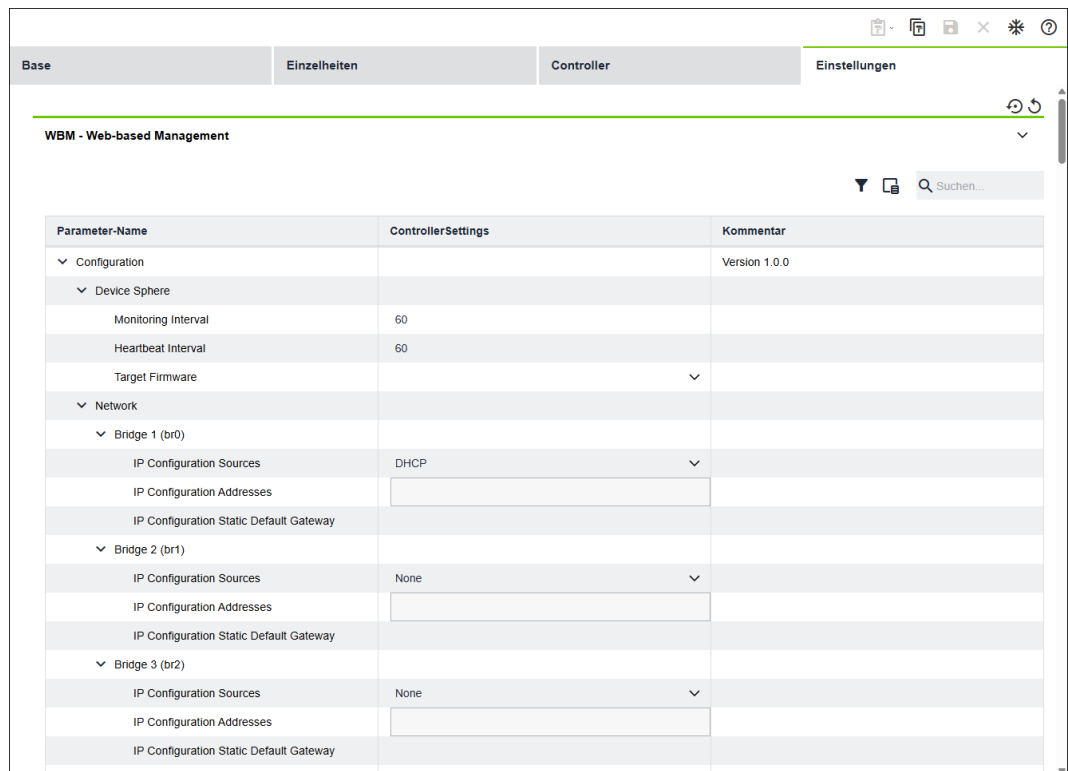 Base Einzelheiten Controller Einstellungen
WBM - Web-based Management
Suchen...
Parameter-Name ControllerSettings Kommentar
Configuration Version 1.0.0
Device Sphere
Monitoring Interval 60
Heartbeat Interval 60
Target Firmware
Network
Bridge 1 (br0)
IP Configuration Sources DHCP
IP Configuration Addresses
IP Configuration Static Default Gateway
Bridge 2 (br1)
IP Configuration Sources None
IP Configuration Addresses
IP Configuration Static Default Gateway
Bridge 3 (br2)
IP Configuration Sources None
IP Configuration Addresses
IP Configuration Static Default Gateway